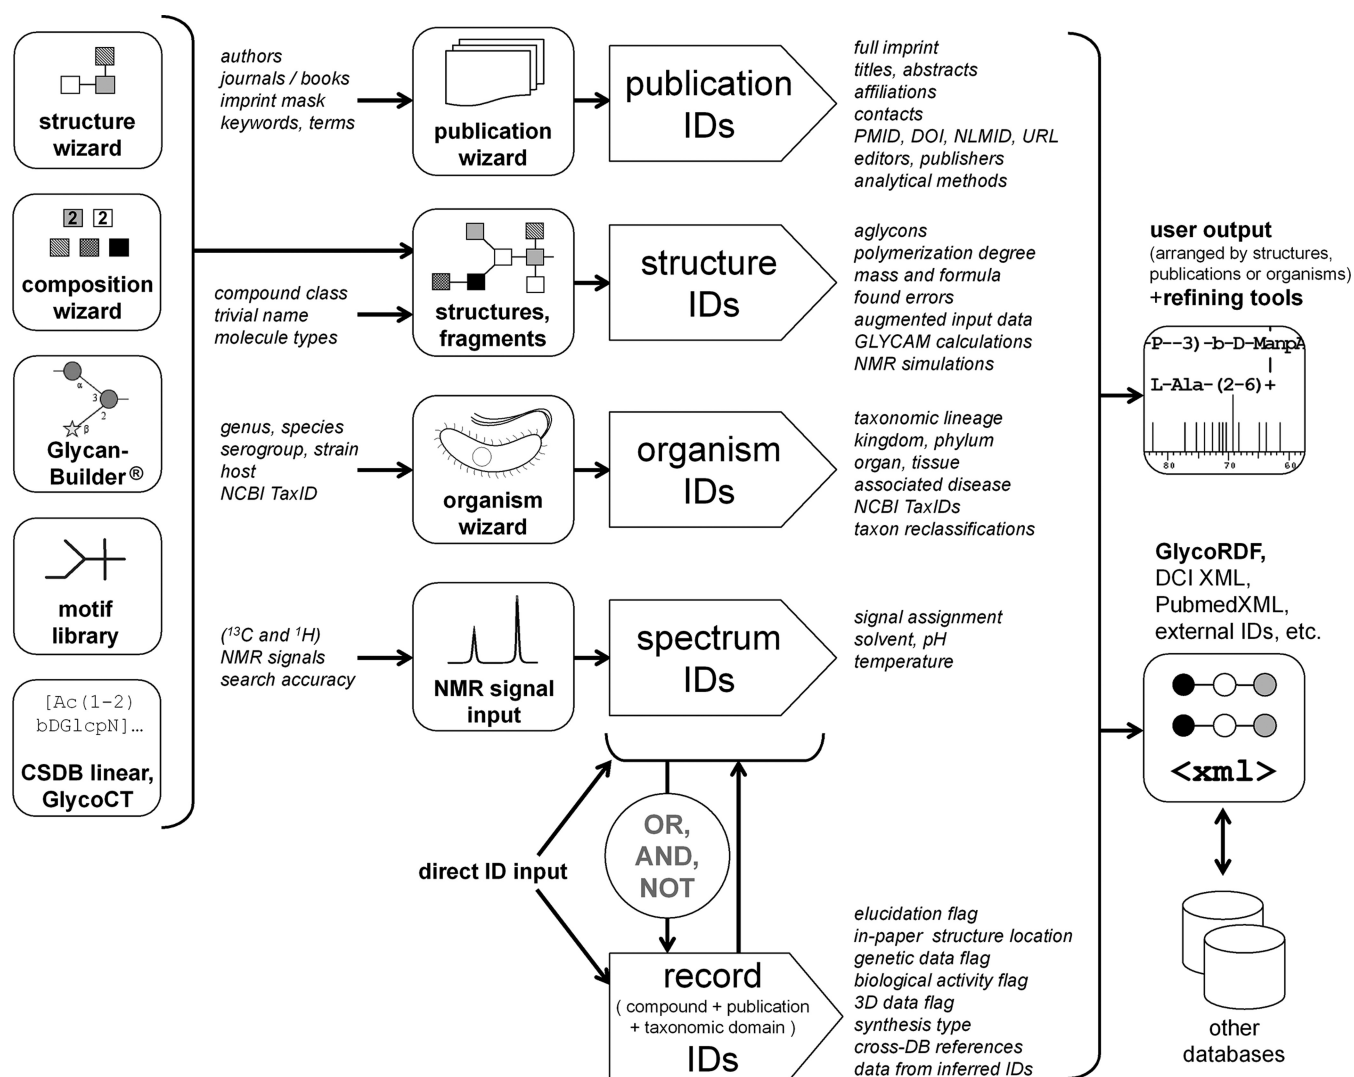 structure
wizard
2 2
composition
wizard
α
3
2
β
Glycan-
Builder®
motif
library
[Ac(1-2)
bDGlcpN]…
CSDB linear,
GlycoCT
authors
journals / books
imprint mask
keywords, terms
publication
wizard
publication
IDs
full imprint
titles, abstracts
affiliations
contacts
PMID, DOI, NLMID, URL
editors, publishers
analytical methods
compound class
trivial name
molecule types
structures,
fragments
structure
IDs
aglycons
polymerization degree
mass and formula
found errors
augmented input data
GLYCAM calculations
NMR simulations
genus, species
serogroup, strain
host
NCBI TaxID
organism
wizard
organism
IDs
taxonomic lineage
kingdom, phylum
organ, tissue
associated disease
NCBI TaxIDs
taxon reclassifications
(¹³C and ¹H)
NMR signals
search accuracy
NMR signal
input
spectrum
IDs
signal assignment
solvent, pH
temperature
direct ID input
OR,
AND,
NOT
record
( compound + publication
+ taxonomic domain )
IDs
elucidation flag
in-paper structure location
genetic data flag
biological activity flag
3D data flag
synthesis type
cross-DB references
data from inferred IDs
user output
(arranged by structures,
publications or organisms)
+refining tools
-P--3)-b-D-ManpA
L-Ala-(2-6)+
80 70 60
GlycoRDF,
DCI XML,
PubmedXML,
external IDs, etc.
<xml>
other
databases